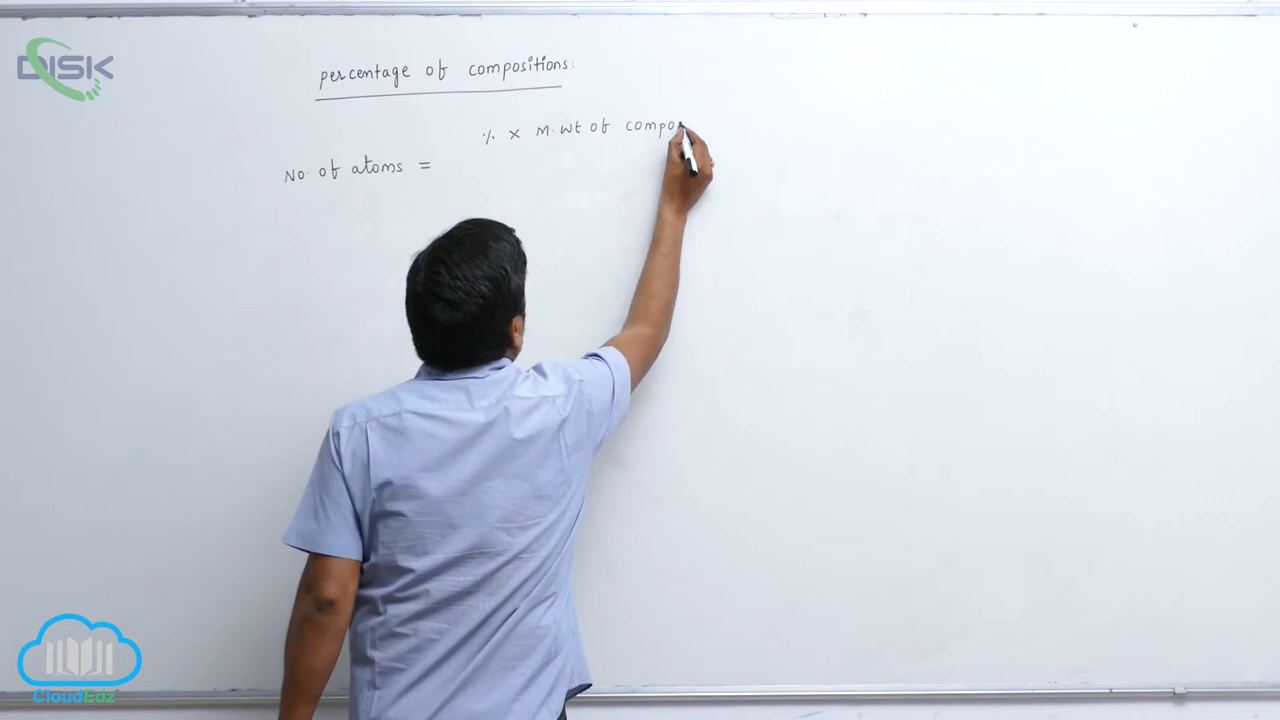 DISK
percentage of compositions:
% × M.wt of compo
No. of atoms =
CloudEdz